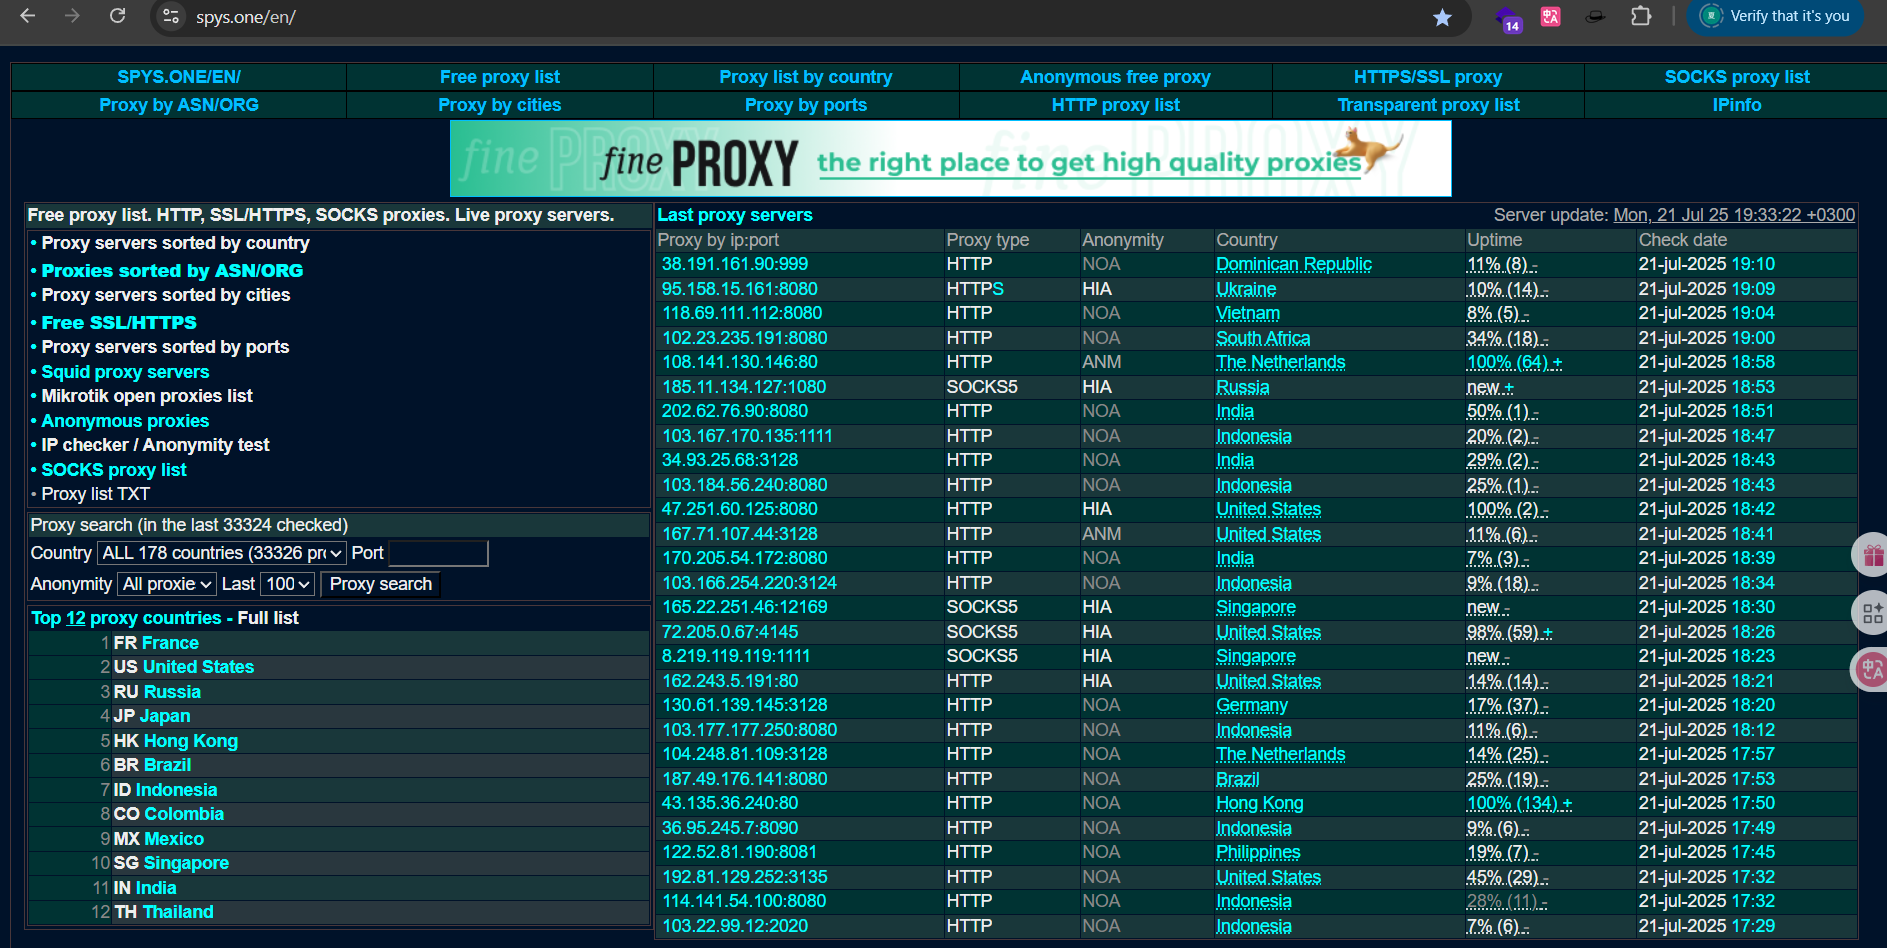 spys.one/en/
14
Verify that it's you
SPYS.ONE/EN/ Free proxy list Proxy list by country Anonymous free proxy HTTPS/SSL proxy SOCKS proxy list
Proxy by ASN/ORG Proxy by cities Proxy by ports HTTP proxy list Transparent proxy list IPinfo
fine PROXY the right place to get high quality proxies
Free proxy list. HTTP, SSL/HTTPS, SOCKS proxies. Live proxy servers.
• Proxy servers sorted by country
• Proxies sorted by ASN/ORG
• Proxy servers sorted by cities
• Free SSL/HTTPS
• Proxy servers sorted by ports
• Squid proxy servers
• Mikrotik open proxies list
• Anonymous proxies
• IP checker / Anonymity test
• SOCKS proxy list
• Proxy list TXT
Proxy search (in the last 33324 checked)
Country ALL 178 countries (33326 pr Port
Anonymity All proxie Last 100 Proxy search
Top 12 proxy countries - Full list
1 FR France
2 US United States
3 RU Russia
4 JP Japan
5 HK Hong Kong
6 BR Brazil
7 ID Indonesia
8 CO Colombia
9 MX Mexico
10 SG Singapore
11 IN India
12 TH Thailand
Last proxy servers Server update: Mon, 21 Jul 25 19:33:22 +0300
Proxy by ip:port Proxy type Anonymity Country Uptime Check date
38.191.161.90:999 HTTP NOA Dominican Republic 11% (8) - 21-jul-2025 19:10
95.158.15.161:8080 HTTPS HIA Ukraine 10% (14) - 21-jul-2025 19:09
118.69.111.112:8080 HTTP NOA Vietnam 8% (5) - 21-jul-2025 19:04
102.23.235.191:8080 HTTP NOA South Africa 34% (18) - 21-jul-2025 19:00
108.141.130.146:80 HTTP ANM The Netherlands 100% (64) + 21-jul-2025 18:58
185.11.134.127:1080 SOCKS5 HIA Russia new + 21-jul-2025 18:53
202.62.76.90:8080 HTTP NOA India 50% (1) - 21-jul-2025 18:51
103.167.170.135:1111 HTTP NOA Indonesia 20% (2) - 21-jul-2025 18:47
34.93.25.68:3128 HTTP NOA India 29% (2) - 21-jul-2025 18:43
103.184.56.240:8080 HTTP NOA Indonesia 25% (1) - 21-jul-2025 18:43
47.251.60.125:8080 HTTP HIA United States 100% (2) - 21-jul-2025 18:42
167.71.107.44:3128 HTTP ANM United States 11% (6) - 21-jul-2025 18:41
170.205.54.172:8080 HTTP NOA India 7% (3) - 21-jul-2025 18:39
103.166.254.220:3124 HTTP NOA Indonesia 9% (18) - 21-jul-2025 18:34
165.22.251.46:12169 SOCKS5 HIA Singapore new - 21-jul-2025 18:30
72.205.0.67:4145 SOCKS5 HIA United States 98% (59) + 21-jul-2025 18:26
8.219.119.119:1111 SOCKS5 HIA Singapore new - 21-jul-2025 18:23
162.243.5.191:80 HTTP HIA United States 14% (14) - 21-jul-2025 18:21
130.61.139.145:3128 HTTP NOA Germany 17% (37) - 21-jul-2025 18:20
103.177.177.250:8080 HTTP NOA Indonesia 11% (6) - 21-jul-2025 18:12
104.248.81.109:3128 HTTP NOA The Netherlands 14% (25) - 21-jul-2025 17:57
187.49.176.141:8080 HTTP NOA Brazil 25% (19) - 21-jul-2025 17:53
43.135.36.240:80 HTTP NOA Hong Kong 100% (134) + 21-jul-2025 17:50
36.95.245.7:8090 HTTP NOA Indonesia 9% (6) - 21-jul-2025 17:49
122.52.81.190:8081 HTTP NOA Philippines 19% (7) - 21-jul-2025 17:45
192.81.129.252:3135 HTTP NOA United States 45% (29) - 21-jul-2025 17:32
114.141.54.100:8080 HTTP NOA Indonesia 28% (11) - 21-jul-2025 17:32
103.22.99.12:2020 HTTP NOA Indonesia 7% (6) - 21-jul-2025 17:29